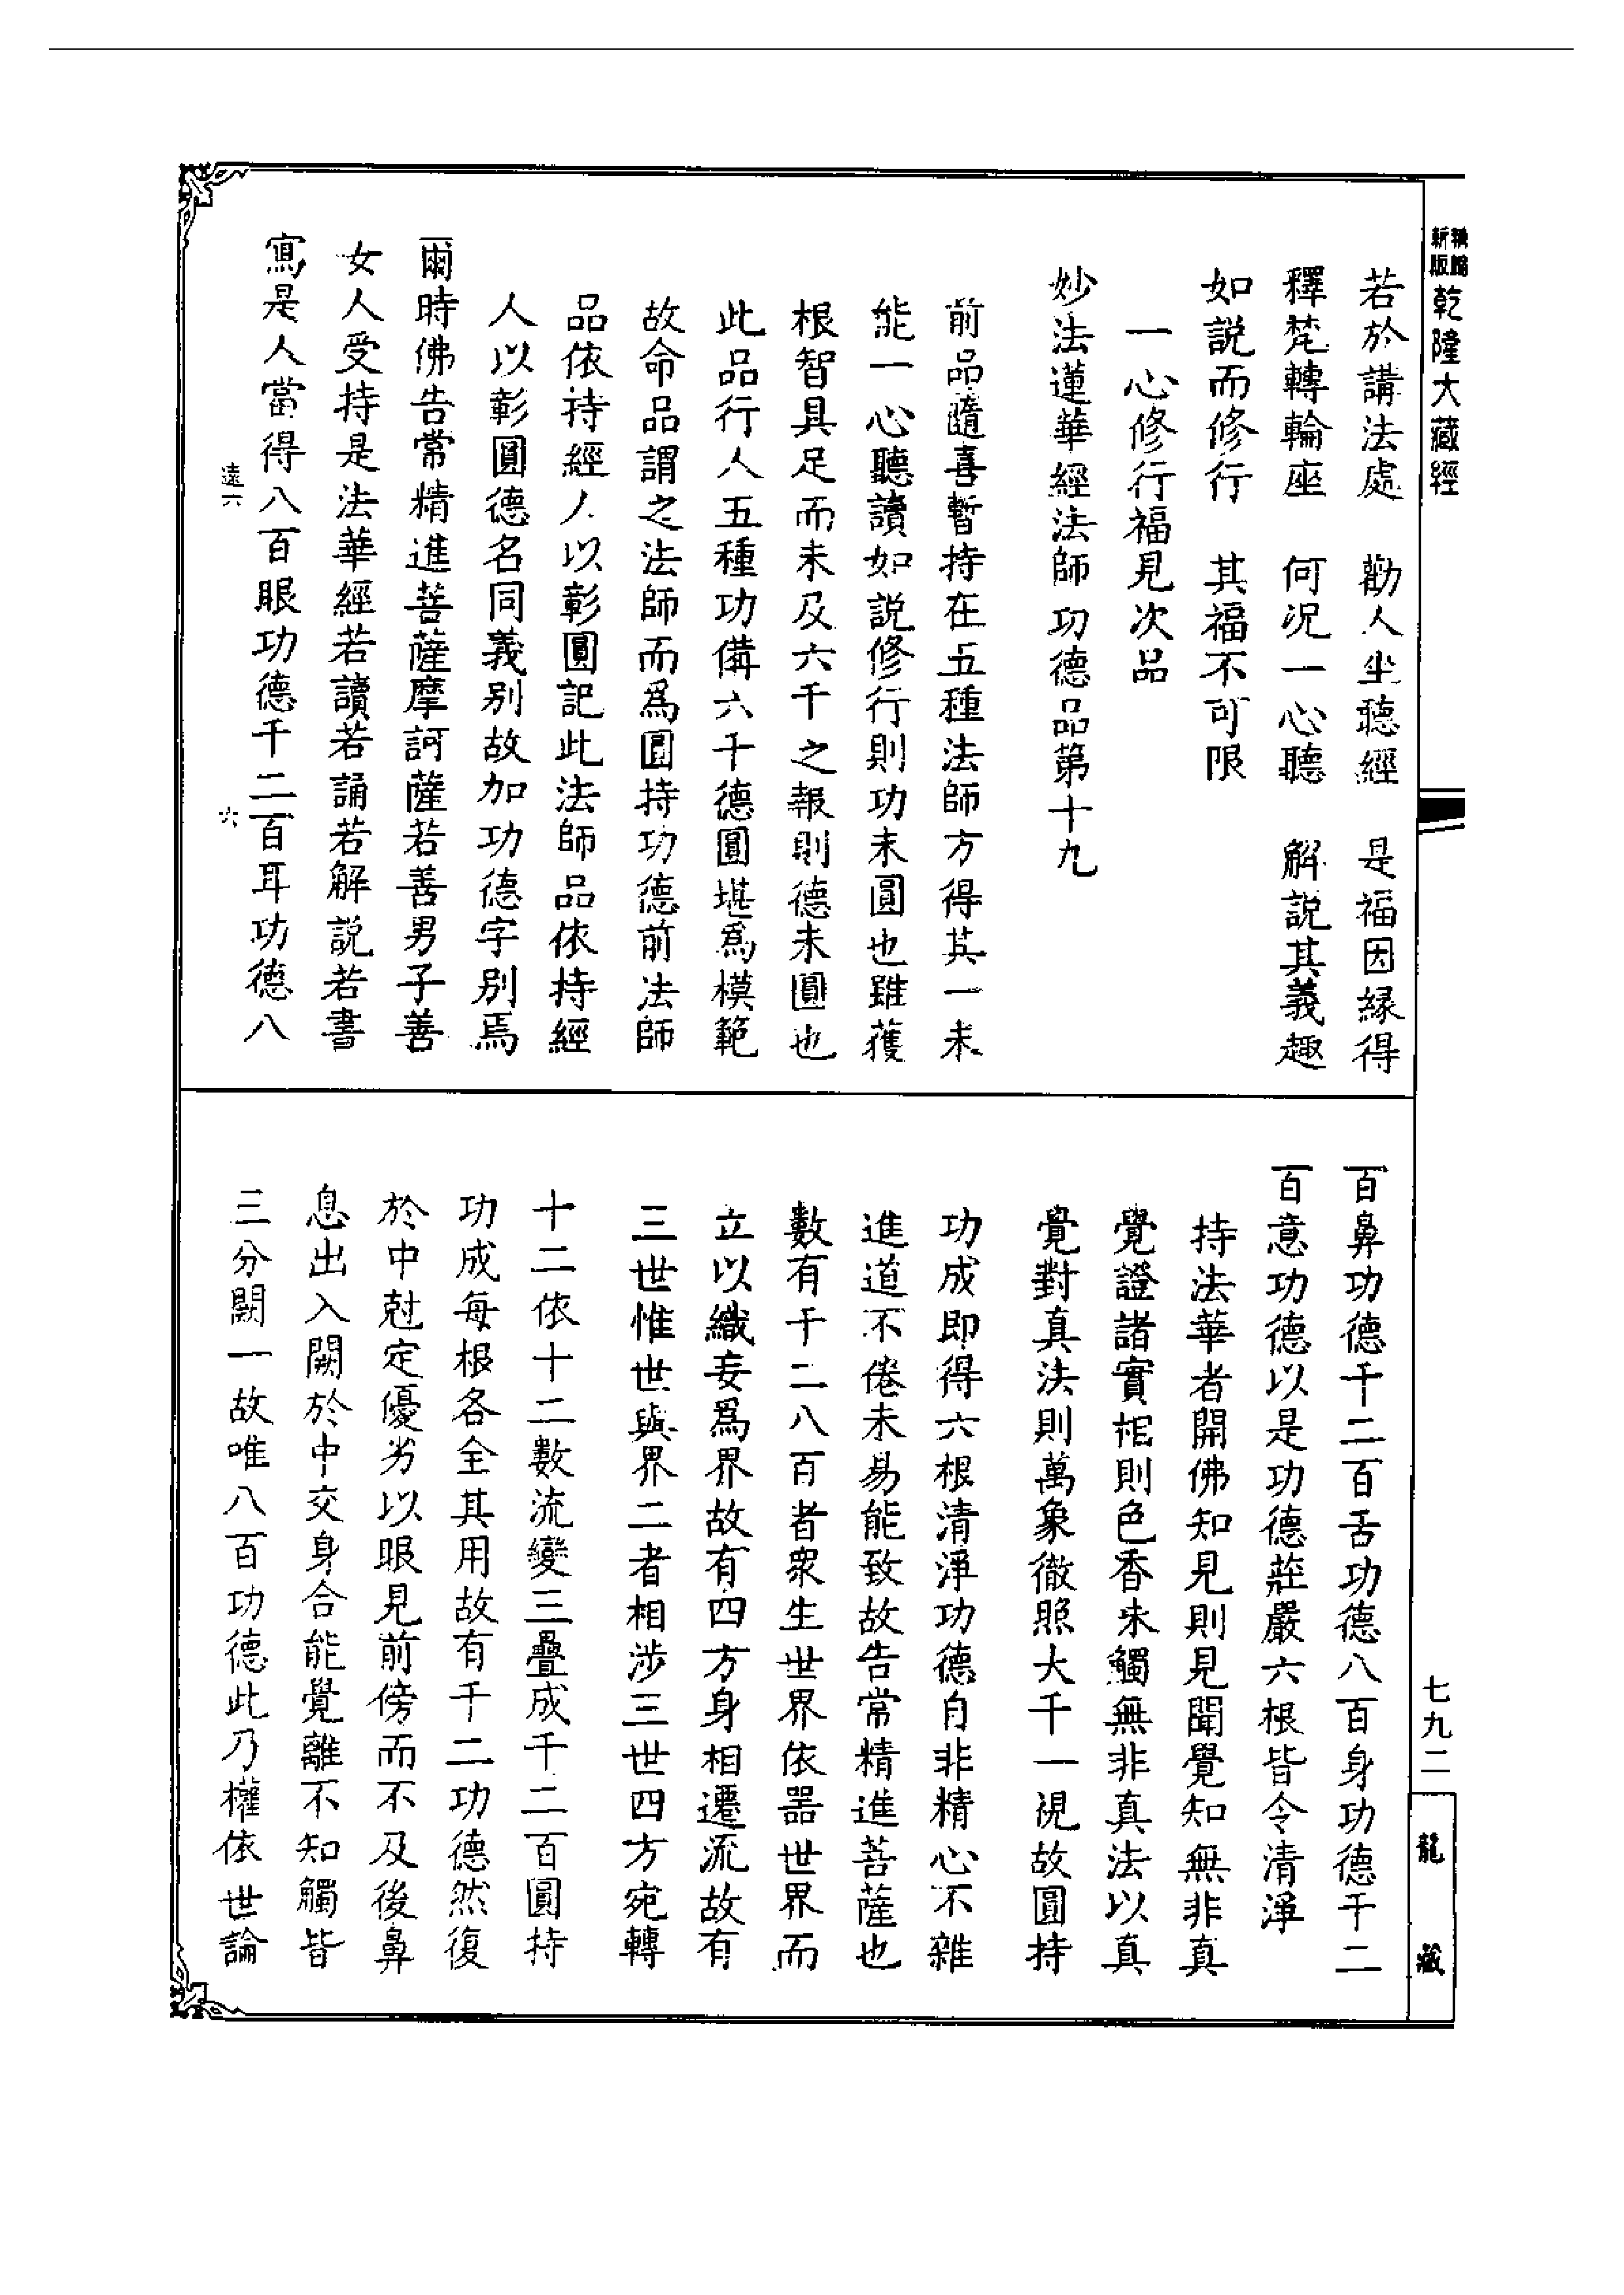 精編
新版
乾隆大藏經
若於講法處　勸人坐聽經　是福因緣得
釋梵轉輪座　何況一心聽　解說其義趣
如說而修行　其福不可限
一心修行福見次品
妙法蓮華經法師功德品第十九
前品隨喜暫持在五種法師方得其一未
能一心聽讀如說修行則功未圓也雖獲
根智具足而未及六千之報則德未圓也
此品行人五種功備六千德圓堪為模範
故命品謂之法師而為圓持功德前法師
品依持經人以彰圓記此法師品依持經
人以彰圓德名同義別故加功德字別焉
爾時佛告常精進菩薩摩訶薩若善男子善
女人受持是法華經若讀若誦若解說若書
寫是人當得八百眼功德千二百耳功德八
遠六
六
百鼻功德千二百舌功德八百身功德千二
百意功德以是功德莊嚴六根皆令清淨
持法華者開佛知見則見聞覺知無非真
覺證諸實相則色香味觸無非真法以真
覺對真法則萬象徹照大千一視故圓持
功成即得六根清淨功德自非精心不雜
進道不倦未易能致故告常精進菩薩也
數有千二八百者眾生世界依器世界而
立以織妄為界故有四方身相遷流故有
三世惟世與界二者相涉三世四方宛轉
十二依十二數流變三疊成千二百圓持
功成每根各全其用故有千二功德然復
於中尅定優劣以眼見前傍而不及後鼻
息出入闕於中交身合能覺離不知觸皆
三分闕一故唯八百功德此乃權依世論
七九二
龍藏